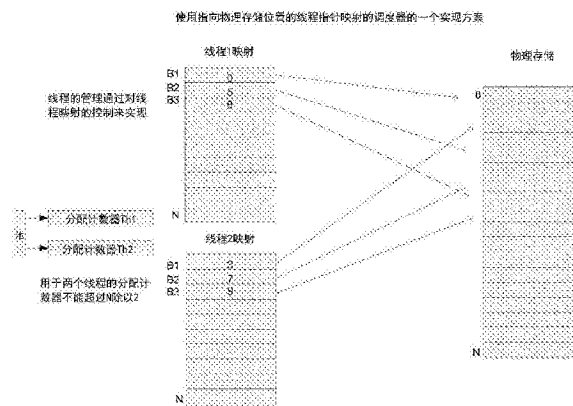 使用指向物理存储位置的线程指针映射的调度器的一个实现方案
线程1映射
物理存储
B1
0
B2
5
B3
8
0
线程的管理通过对线
程映射的控制来实现
N
池
分配计数器Th1
分配计数器Th2
线程2映射
B1
3
B2
7
B3
9
用于两个线程的分配计
数器不能超过N除以2
N
N